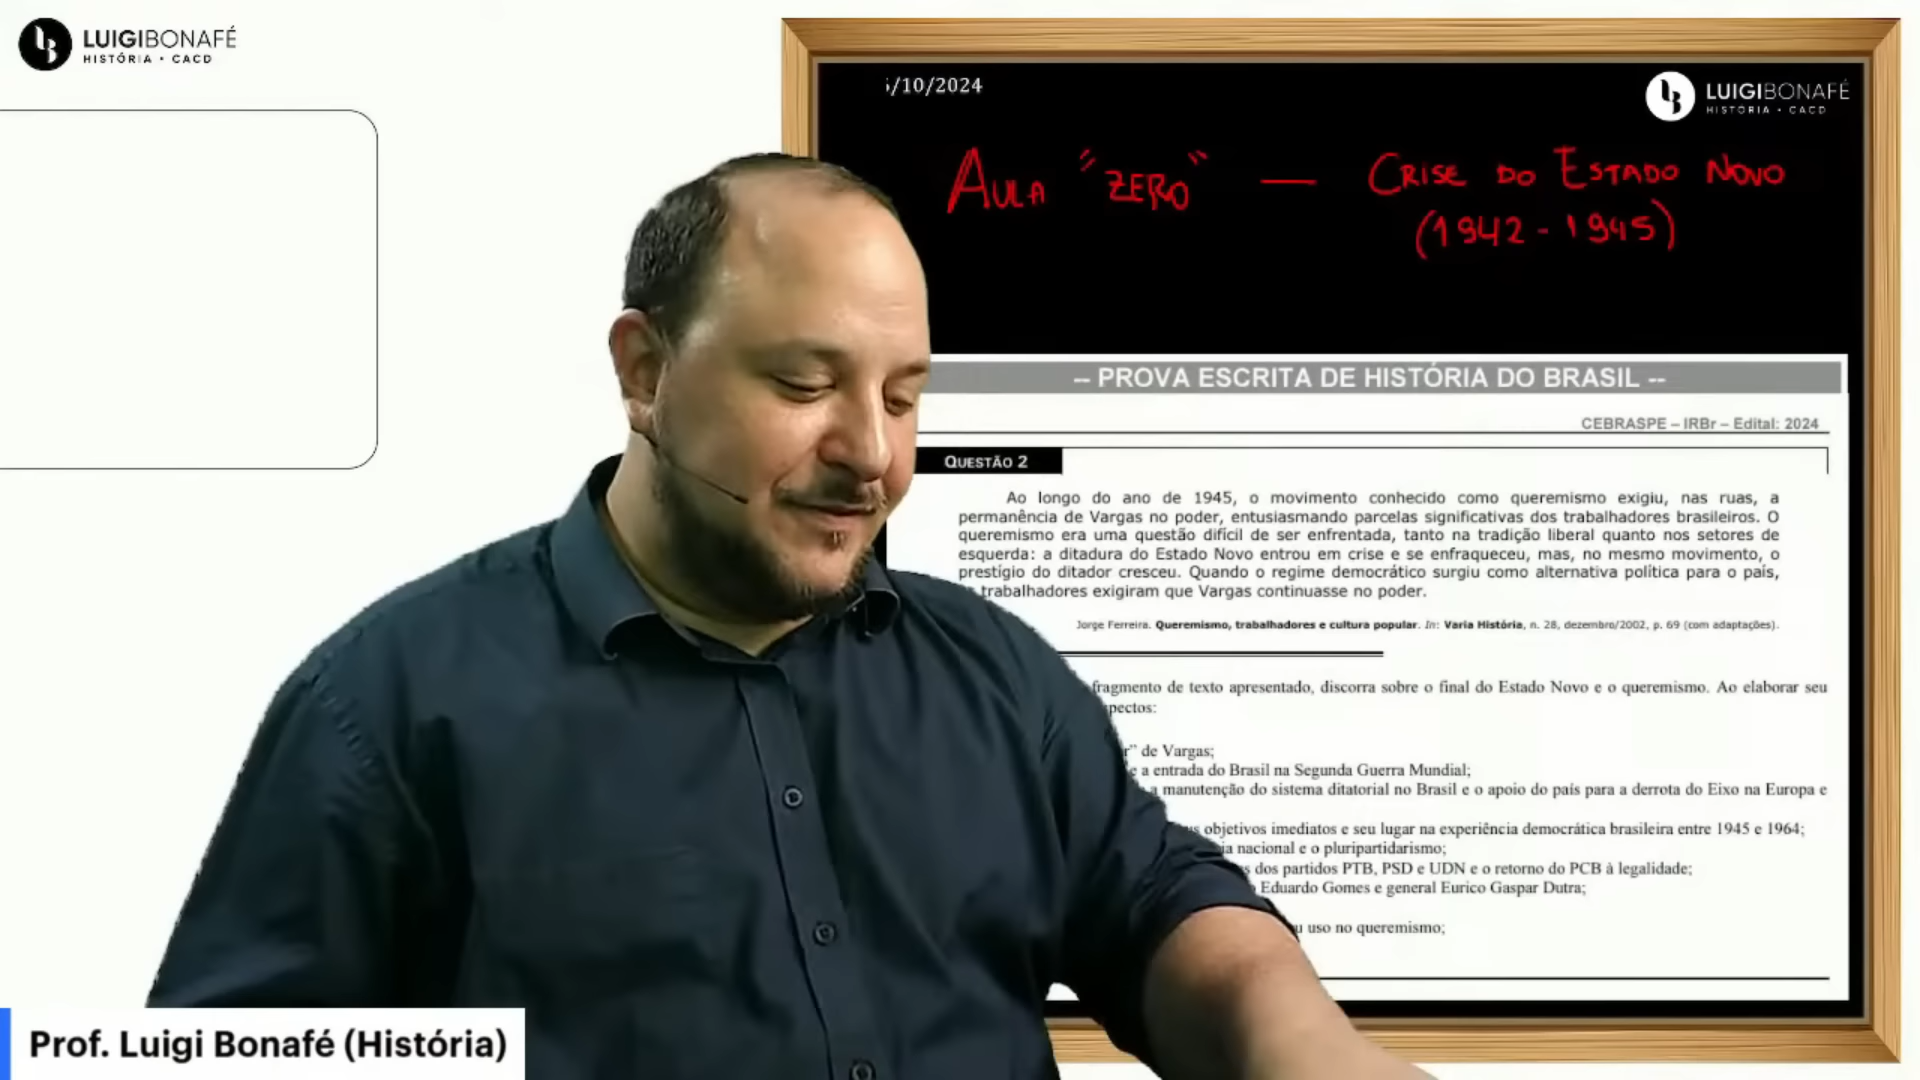 LUIGIBONAFÉ
HISTÓRIA • CACD
/10/2024
LUIGIBONAFÉ
HISTÓRIA • CACD
AULA "ZERO" — CRISE DO ESTADO NOVO
(1942 - 1945)
-- PROVA ESCRITA DE HISTÓRIA DO BRASIL --
CEBRASPE – IRBr – Edital: 2024
QUESTÃO 2
Ao longo do ano de 1945, o movimento conhecido como queremismo exigiu, nas ruas, a
permanência de Vargas no poder, entusiasmando parcelas significativas dos trabalhadores brasileiros. O
queremismo era uma questão difícil de ser enfrentada, tanto na tradição liberal quanto nos setores de
esquerda: a ditadura do Estado Novo entrou em crise e se enfraqueceu, mas, no mesmo movimento, o
prestígio do ditador cresceu. Quando o regime democrático surgiu como alternativa política para o país,
trabalhadores exigiram que Vargas continuasse no poder.
Jorge Ferreira. Queremismo, trabalhadores e cultura popular. In: Varia História, n. 28, dezembro/2002, p. 69 (com adaptações).
fragmento de texto apresentado, discorra sobre o final do Estado Novo e o queremismo. Ao elaborar seu
pectos:
r" de Vargas;
e a entrada do Brasil na Segunda Guerra Mundial;
a manutenção do sistema ditatorial no Brasil e o apoio do país para a derrota do Eixo na Europa e
objetivos imediatos e seu lugar na experiência democrática brasileira entre 1945 e 1964;
ia nacional e o pluripartidarismo;
s dos partidos PTB, PSD e UDN e o retorno do PCB à legalidade;
Eduardo Gomes e general Eurico Gaspar Dutra;
u uso no queremismo;
Prof. Luigi Bonafé (História)